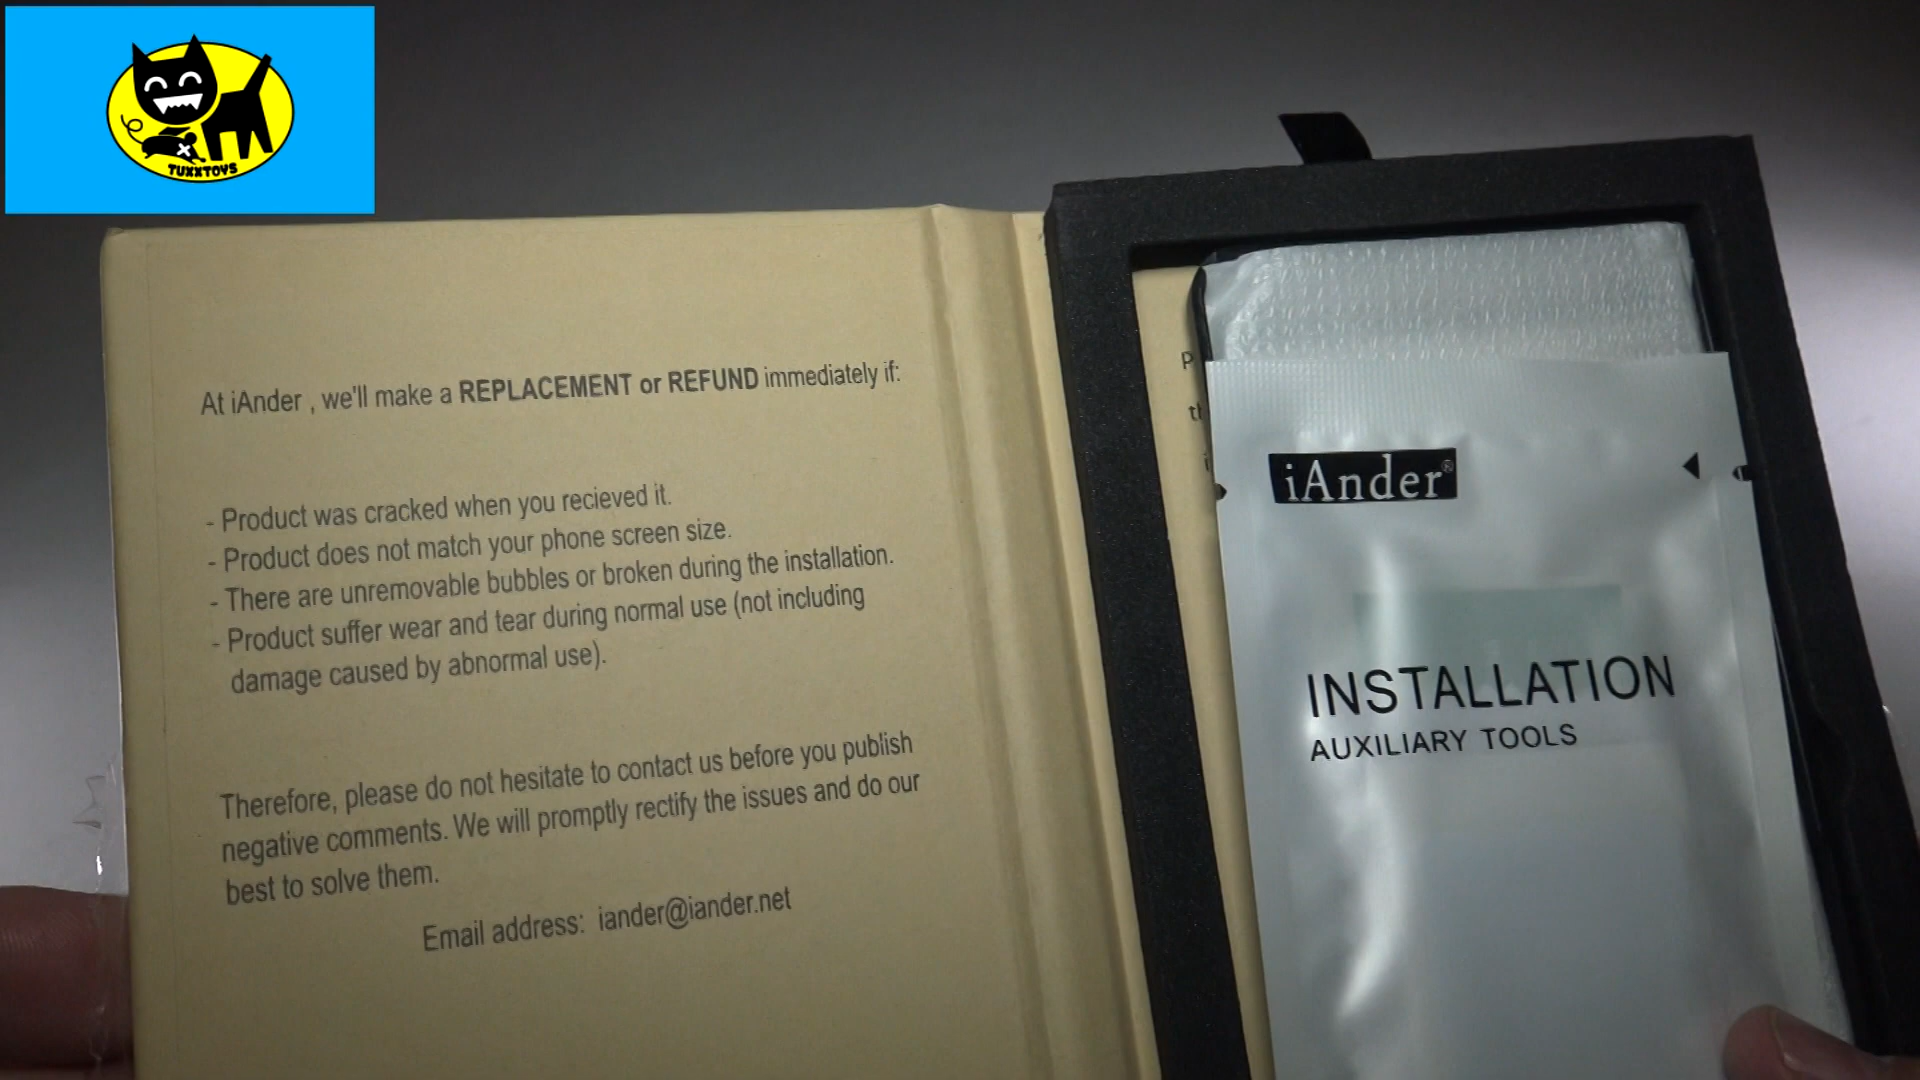 TUXXTOYS
At iAnder , we'll make a REPLACEMENT or REFUND immediately if:
- Product was cracked when you recieved it.
- Product does not match your phone screen size.
- There are unremovable bubbles or broken during the installation.
- Product suffer wear and tear during normal use (not including
damage caused by abnormal use).
Therefore, please do not hesitate to contact us before you publish
negative comments. We will promptly rectify the issues and do our
best to solve them.
Email address: iander@iander.net
iAnder®
INSTALLATION
AUXILIARY TOOLS